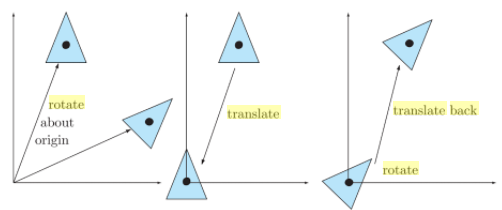 rotate
about
origin
translate
translate back
rotate